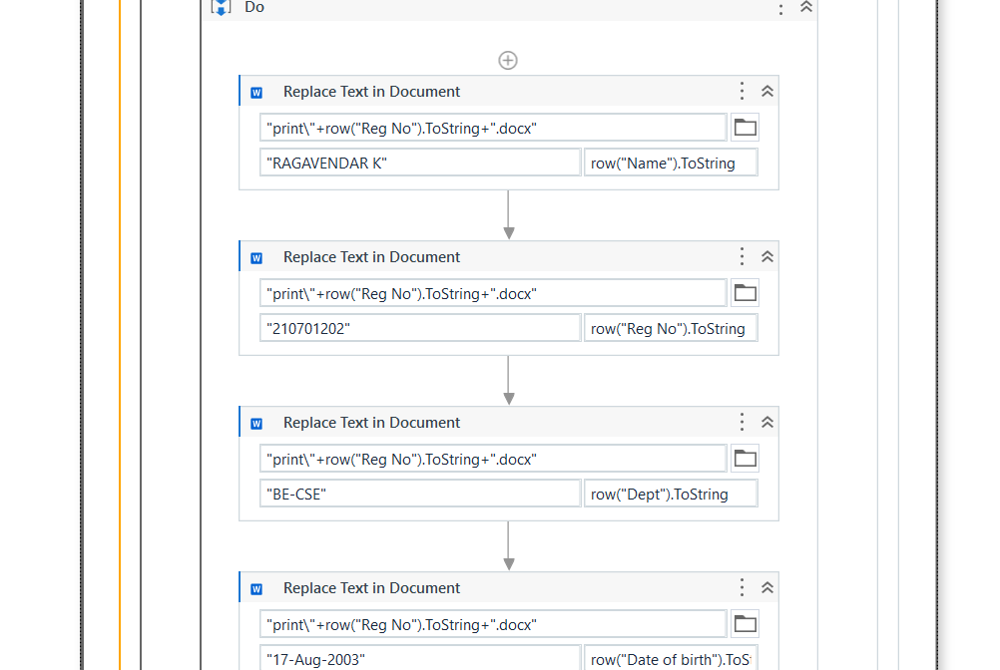 Do
Replace Text in Document
"print\"+row("Reg No").ToString+".docx"
"RAGAVENDAR K" row("Name").ToString
Replace Text in Document
"print\"+row("Reg No").ToString+".docx"
"210701202" row("Reg No").ToString
Replace Text in Document
"print\"+row("Reg No").ToString+".docx"
"BE-CSE" row("Dept").ToString
Replace Text in Document
"print\"+row("Reg No").ToString+".docx"
"17-Aug-2003" row("Date of birth").ToS